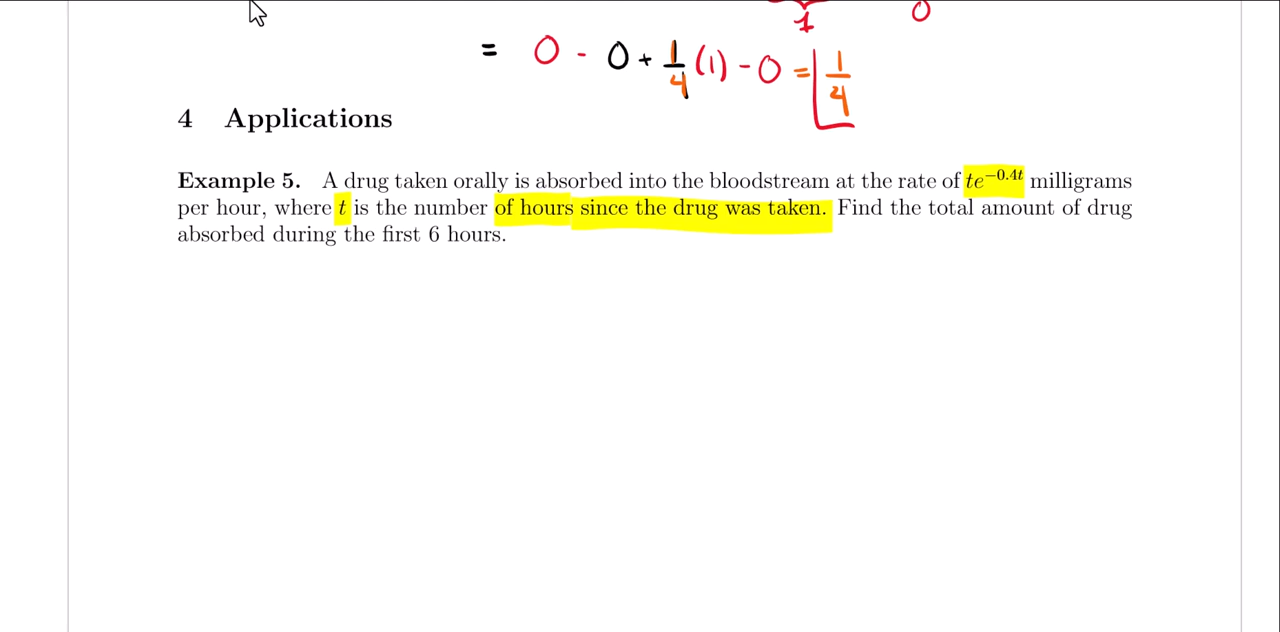 1 0
= 0 - 0 + 1/4 (1) - 0 = 1/4
4 Applications
Example 5. A drug taken orally is absorbed into the bloodstream at the rate of te^{-0.4t} milligrams
per hour, where t is the number of hours since the drug was taken. Find the total amount of drug
absorbed during the first 6 hours.